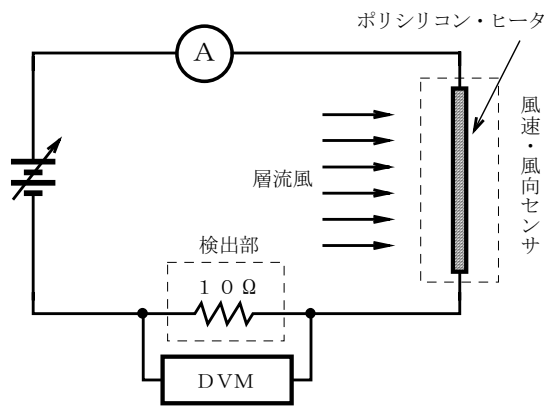 ポリシリコン・ヒータ
A
風速・風向センサ
層流風
検出部
１０Ω
DVM